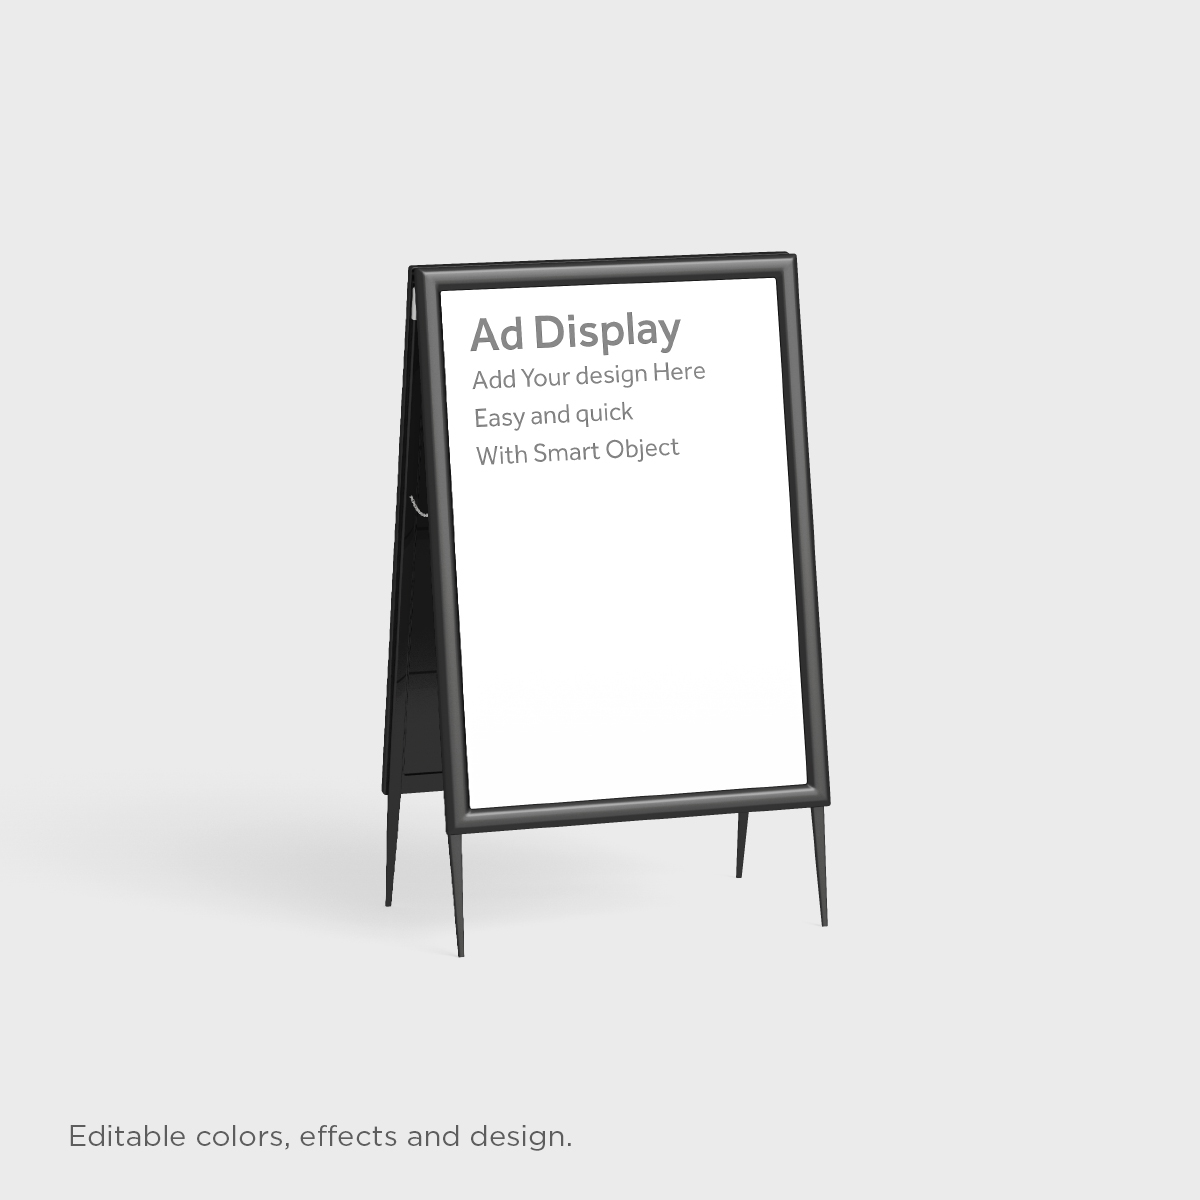 Ad Display
Add Your design Here
Easy and quick
With Smart Object
Editable colors, effects and design.